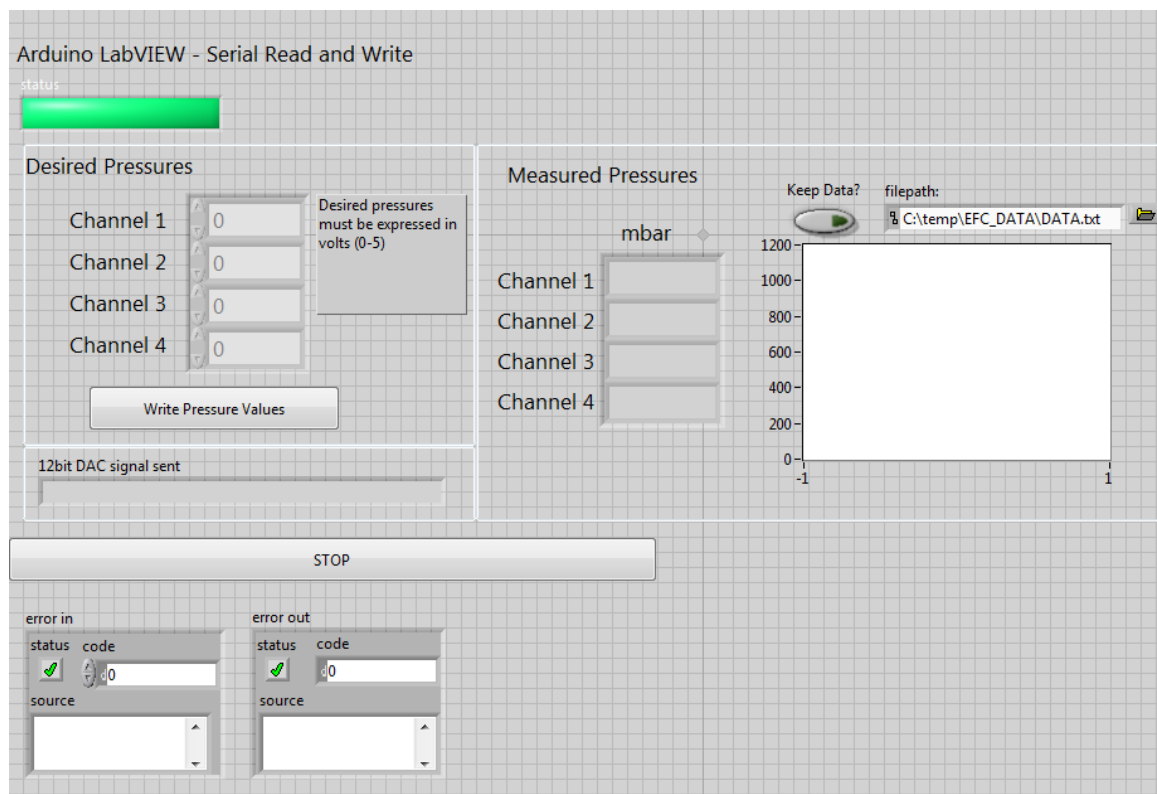 Arduino LabVIEW - Serial Read and Write
status
Desired Pressures
Channel 1
0
Channel 2
0
Channel 3
0
Channel 4
0
Desired pressures
must be expressed in
volts (0-5)
Write Pressure Values
12bit DAC signal sent
Measured Pressures
mbar
Channel 1
Channel 2
Channel 3
Channel 4
Keep Data?
filepath:
C:\temp\EFC_DATA\DATA.txt
1200
1000
800
600
400
200
0
-1
1
STOP
error in
status code
d0
source
error out
status code
d0
source